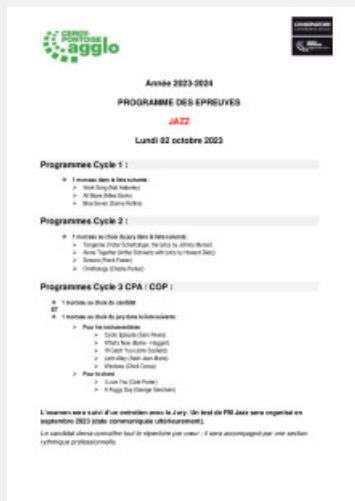 CERGY
PONTOISE
agglo
CONSERVATOIRE
Année 2023-2024
PROGRAMME DES EPREUVES
JAZZ
Lundi 02 octobre 2023
Programmes Cycle 1 :
❖ 1 morceau dans la liste suivante :
➢ Work Song (Nat Adderley)
➢ All Blues (Miles Davis)
➢ Blue Seven (Sonny Rollins)
Programmes Cycle 2 :
❖ 1 morceau au choix du jury dans la liste suivante :
➢ Tangerine (Victor Schertzinger, the lyrics by Johnny Mercer)
➢ Alone Together (Arthur Schwartz with lyrics by Howard Dietz)
➢ Simone (Frank Foster)
➢ Ornithology (Charlie Parker)
Programmes Cycle 3 CPA / COP :
❖ 1 morceau au choix du candidat
ET
❖ 1 morceau au choix du jury dans la liste suivante :
➢ Pour les instrumentistes
➢ Cyclic Episode (Sam Rivers)
➢ What's New (Burke - Haggart)
➢ I'll Catch You (John Scofield)
➢ (Alain Jean-Marie)
➢ Windows (Chick Corea)
➢ Pour le chant
➢ I Love You (Cole Porter)
➢ A Foggy Day (George Gershwin)
L'examen sera suivi d'un entretien avec le Jury. Un test de FM Jazz sera organisé en
septembre 2023 (date communiquée ultérieurement).
Le candidat devra connaître tout le répertoire par cœur ; il sera accompagné par une section
rythmique professionnelle.